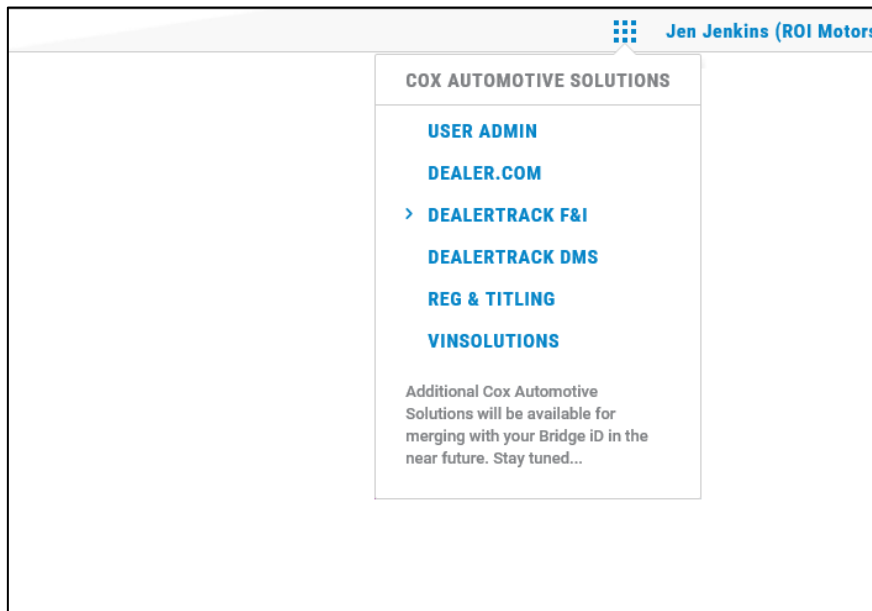 Jen Jenkins (ROI Motors
COX AUTOMOTIVE SOLUTIONS
USER ADMIN
DEALER.COM
DEALERTRACK F&I
DEALERTRACK DMS
REG & TITLING
VINSOLUTIONS
Additional Cox Automotive
Solutions will be available for
merging with your Bridge iD in the
near future. Stay tuned...